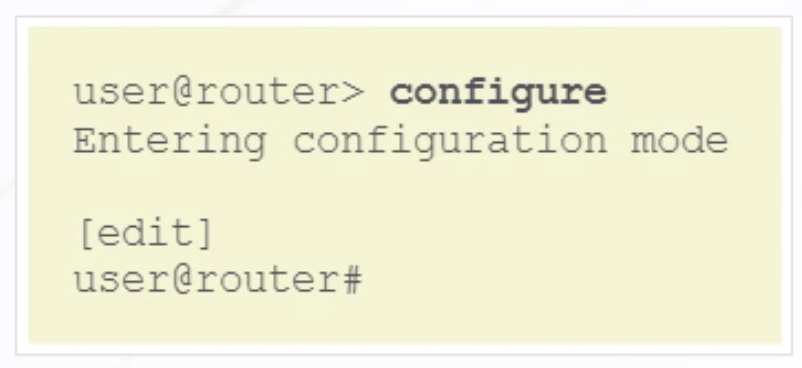 user@router> configure
Entering configuration mode
[edit]
user@router#